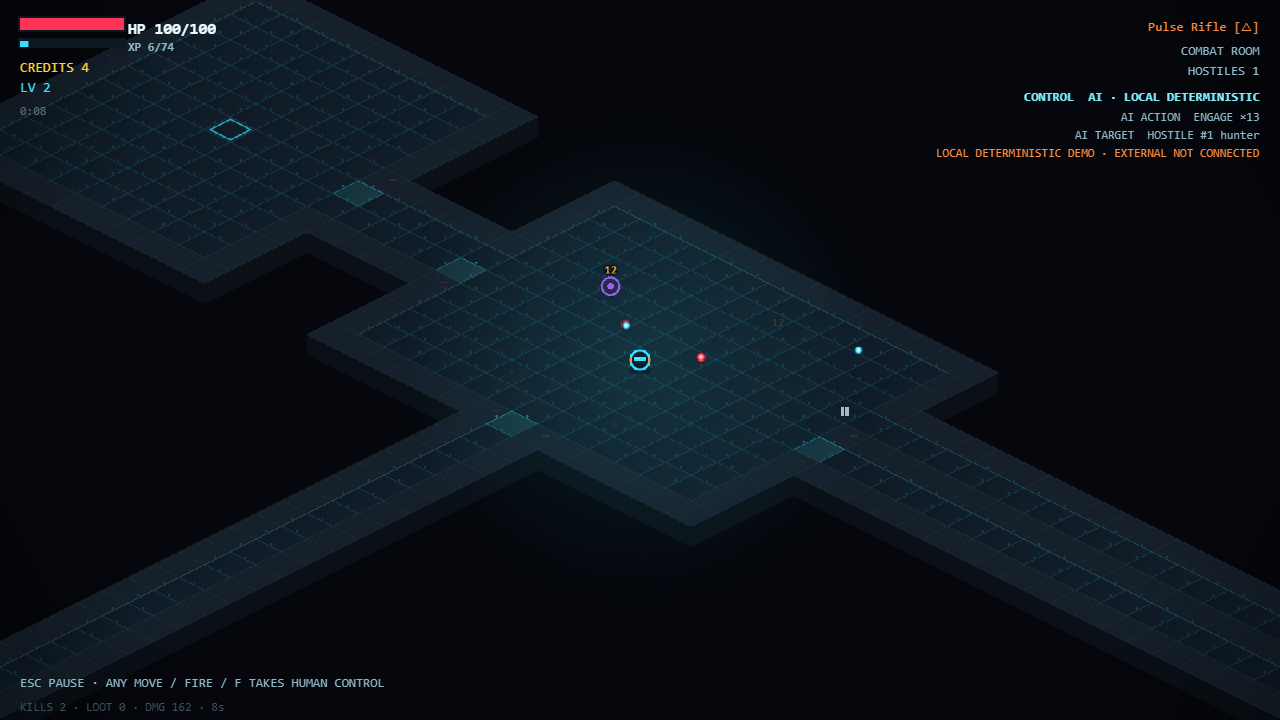 HP 100/100
XP 6/74
CREDITS 4
LV 2
0:08
Pulse Rifle [△]
COMBAT ROOM
HOSTILES 1
CONTROL AI · LOCAL DETERMINISTIC
AI ACTION ENGAGE ×13
AI TARGET HOSTILE #1 hunter
LOCAL DETERMINISTIC DEMO · EXTERNAL NOT CONNECTED
12
12
ESC PAUSE · ANY MOVE / FIRE / F TAKES HUMAN CONTROL
KILLS 2 · LOOT 0 · DMG 162 · 8s